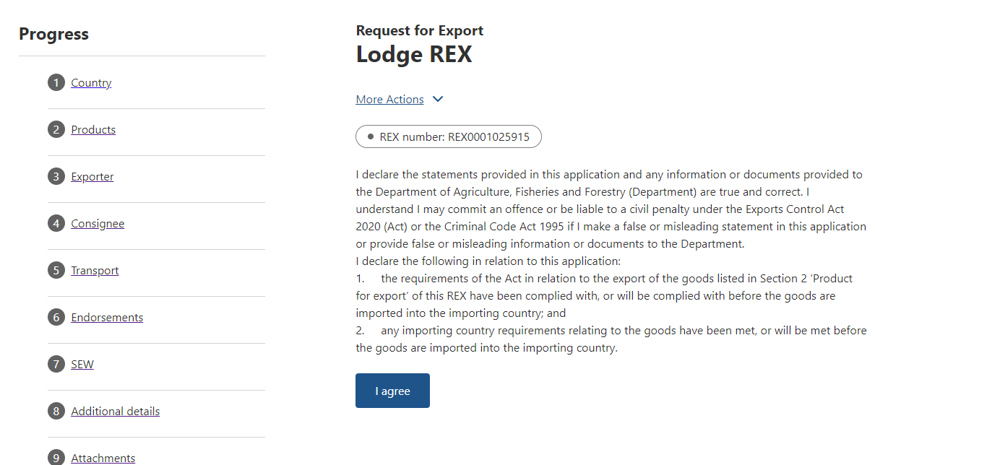 Progress
1 Country
2 Products
3 Exporter
4 Consignee
5 Transport
6 Endorsements
7 SEW
8 Additional details
9 Attachments
Request for Export
Lodge REX
More Actions
REX number: REX0001025915
I declare the statements provided in this application and any information or documents provided to
the Department of Agriculture, Fisheries and Forestry (Department) are true and correct. I
understand I may commit an offence or be liable to a civil penalty under the Exports Control Act
2020 (Act) or the Criminal Code Act 1995 if I make a false or misleading statement in this application
or provide false or misleading information or documents to the Department.
I declare the following in relation to this application:
1. the requirements of the Act in relation to the export of the goods listed in Section 2 ‘Product
for export’ of this REX have been complied with, or will be complied with before the goods are
imported into the importing country; and
2. any importing country requirements relating to the goods have been met, or will be met before
the goods are imported into the importing country.
I agree